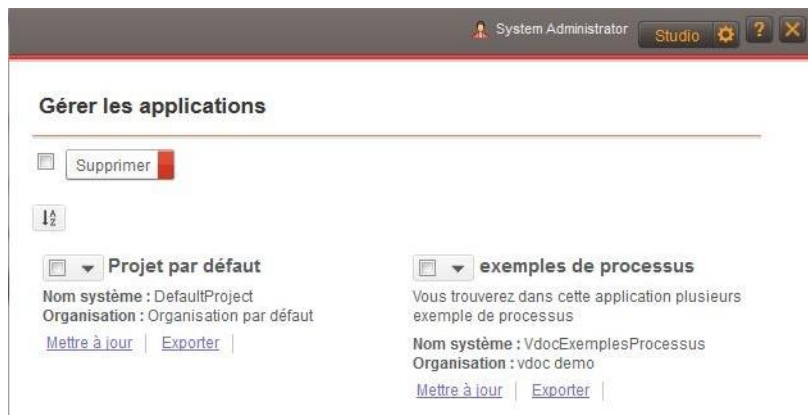 System Administrator Studio ?
Gérer les applications
Supprimer
Projet par défaut
Nom système : DefaultProject
Organisation : Organisation par défaut
Mettre à jour | Exporter |
exemples de processus
Vous trouverez dans cette application plusieurs
exemple de processus
Nom système : VdocExemplesProcessus
Organisation : vdoc demo
Mettre à jour | Exporter |